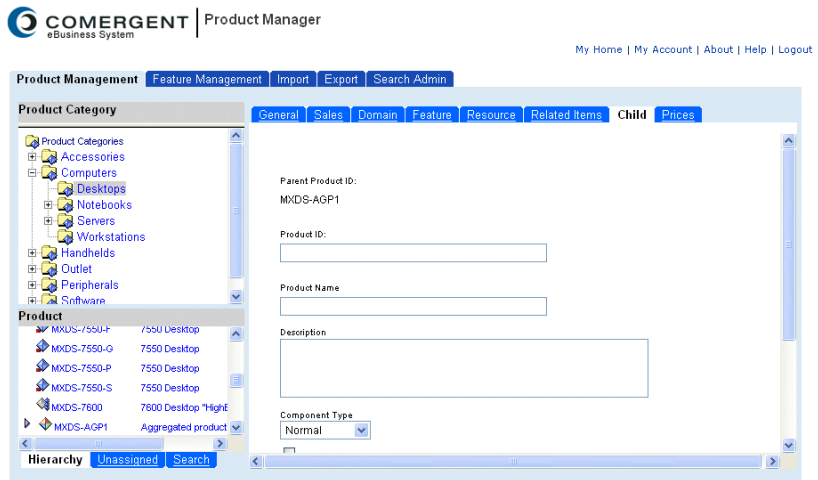 COMERGENT
eBusiness System
Product Manager
My Home | My Account | About | Help | Logout
Product Management Feature Management Import Export Search Admin
Product Category
General Sales Domain Feature Resource Related Items Child Prices
Product Categories
Accessories
Computers
Desktops
Notebooks
Servers
Workstations
Handhelds
Outlet
Peripherals
Software
Parent Product ID:
MXDS-AGP1
Product ID:
Product Name
Description
Component Type
Normal
Product
MXDS-7550-F 7550 Desktop
MXDS-7550-G 7550 Desktop
MXDS-7550-P 7550 Desktop
MXDS-7550-S 7550 Desktop
MXDS-7600 7600 Desktop "HighE
MXDS-AGP1 Aggregated product
Hierarchy Unassigned Search